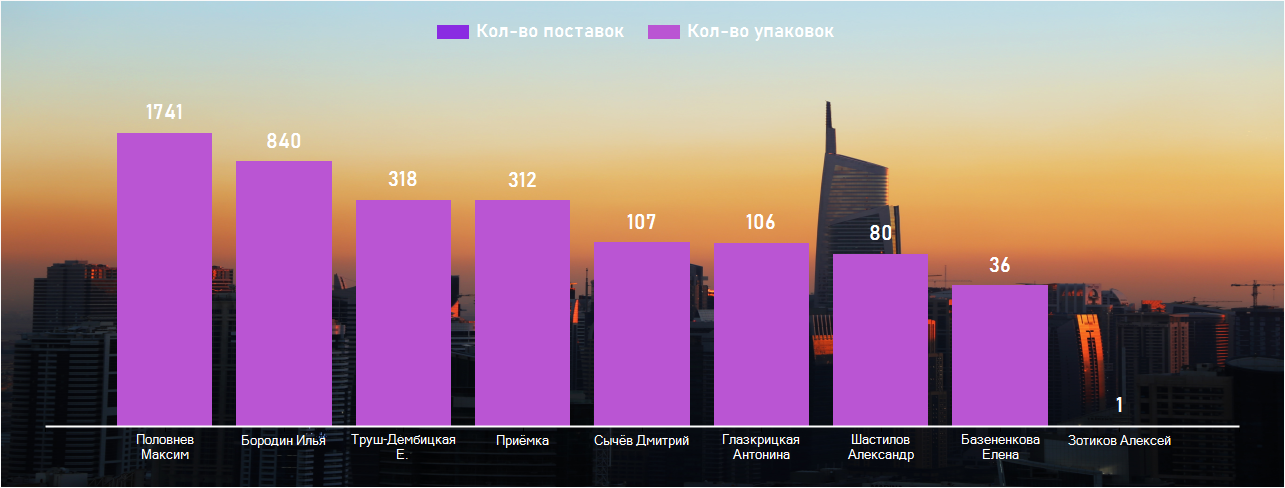 Кол-во поставок Кол-во упаковок
1741
840
318
312
107
106
80
36
1
Половнев
Максим
Бородин Илья
Труш-Дембицкая
Е.
Приёмка
Сычёв Дмитрий
Глазкрицкая
Антонина
Шастилов
Александр
Базененкова
Елена
Зотиков Алексей